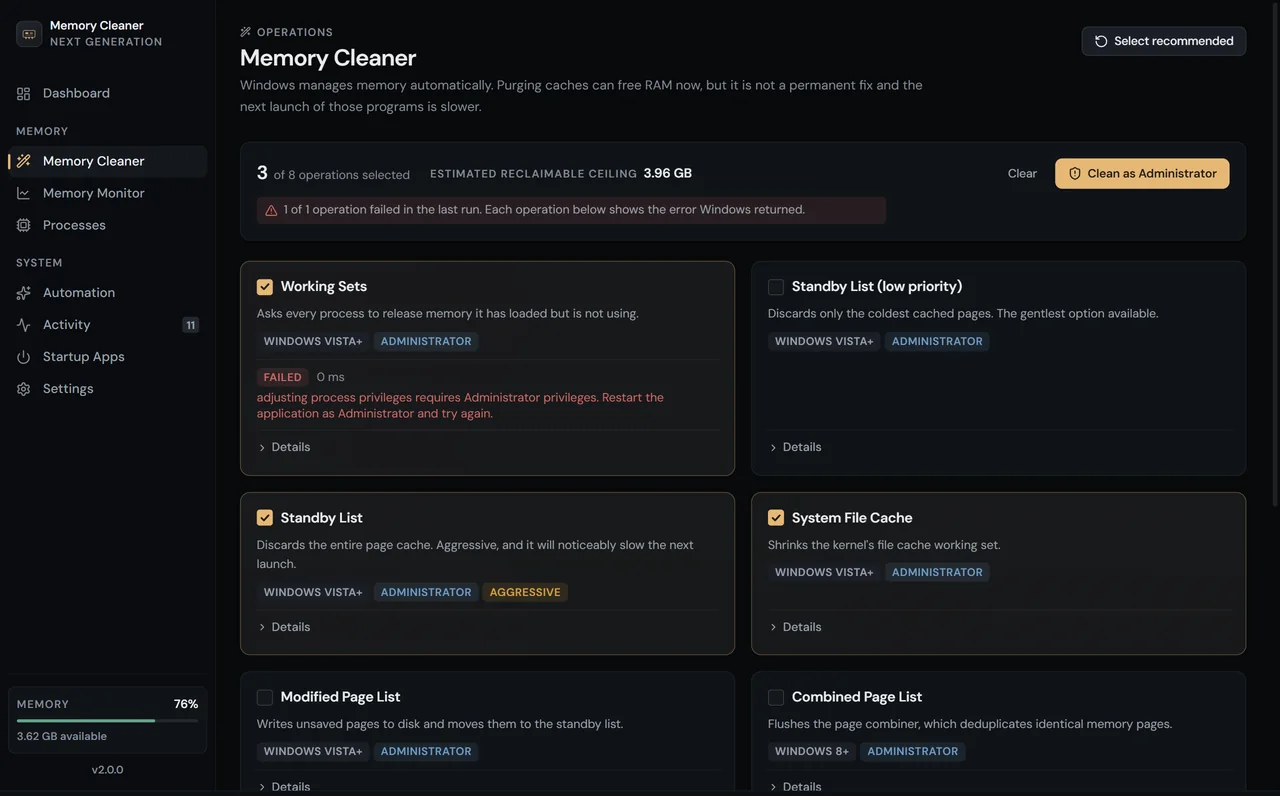 Memory Cleaner
NEXT GENERATION
Dashboard
MEMORY
Memory Cleaner
Memory Monitor
Processes
SYSTEM
Automation
Activity 11
Startup Apps
Settings
MEMORY 76%
3.62 GB available
v2.0.0
OPERATIONS
Memory Cleaner
Windows manages memory automatically. Purging caches can free RAM now, but it is not a permanent fix and the
next launch of those programs is slower.
Select recommended
3 of 8 operations selected ESTIMATED RECLAIMABLE CEILING 3.96 GB
Clear
Clean as Administrator
1 of 1 operation failed in the last run. Each operation below shows the error Windows returned.
Working Sets
Asks every process to release memory it has loaded but is not using.
WINDOWS VISTA+ ADMINISTRATOR
FAILED 0 ms
adjusting process privileges requires Administrator privileges. Restart the
application as Administrator and try again.
Details
Standby List (low priority)
Discards only the coldest cached pages. The gentlest option available.
WINDOWS VISTA+ ADMINISTRATOR
Details
Standby List
Discards the entire page cache. Aggressive, and it will noticeably slow the next
launch.
WINDOWS VISTA+ ADMINISTRATOR AGGRESSIVE
Details
System File Cache
Shrinks the kernel's file cache working set.
WINDOWS VISTA+ ADMINISTRATOR
Details
Modified Page List
Writes unsaved pages to disk and moves them to the standby list.
WINDOWS VISTA+ ADMINISTRATOR
Details
Combined Page List
Flushes the page combiner, which deduplicates identical memory pages.
WINDOWS 8+ ADMINISTRATOR
Details